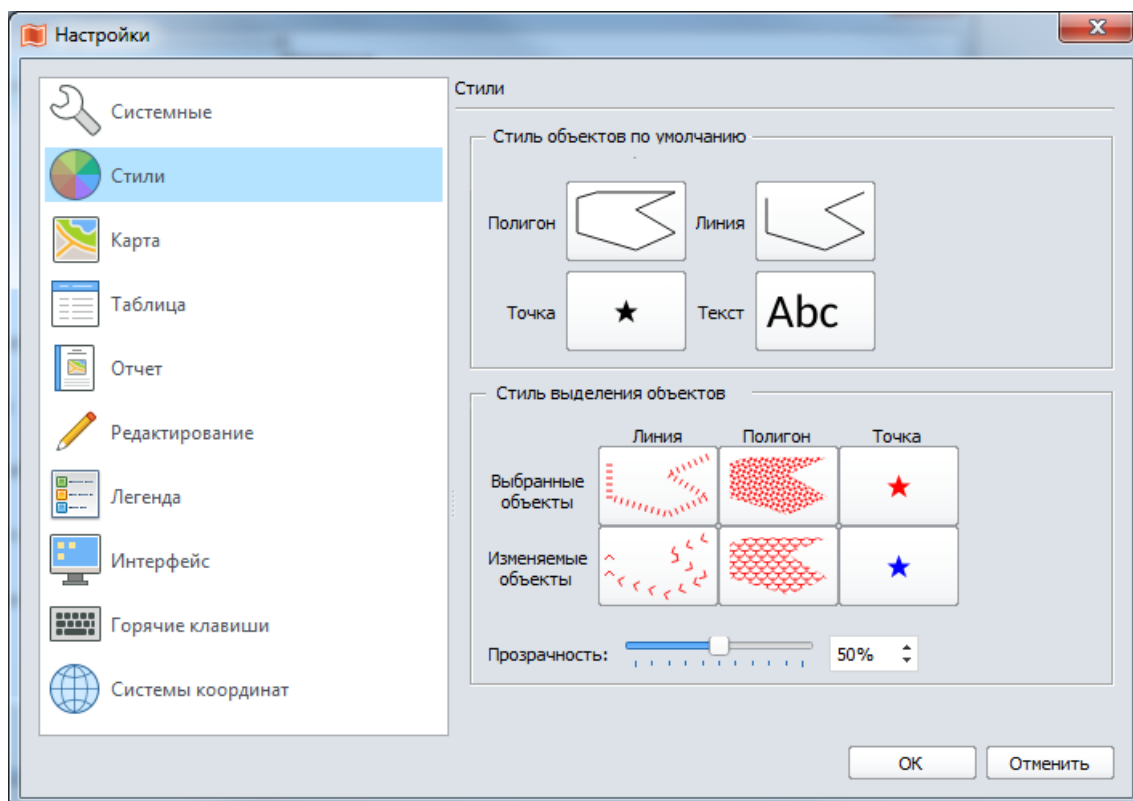 Настройки
Системные
Стили
Карта
Таблица
Отчет
Редактирование
Легенда
Интерфейс
Горячие клавиши
Системы координат
Стили
Стиль объектов по умолчанию
Полигон
Линия
Точка
Текст
Abc
Стиль выделения объектов
Линия Полигон Точка
Выбранные
объекты
Изменяемые
объекты
Прозрачность:
50%
ОК
Отменить